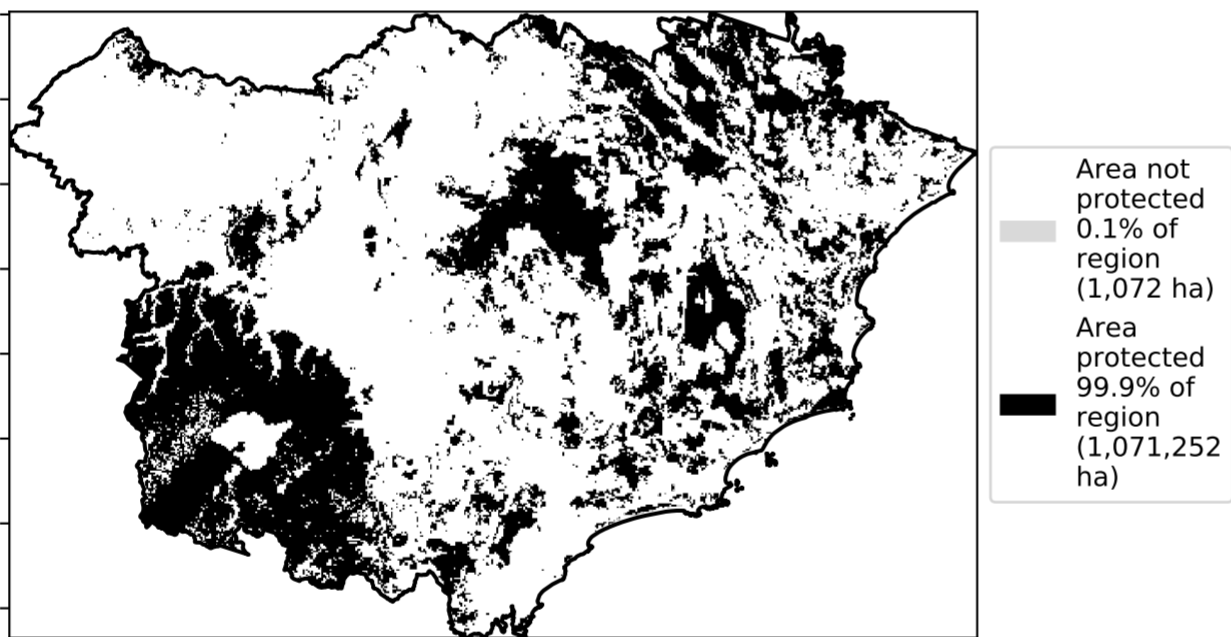 Area not
protected
0.1% of
region
(1,072 ha)
Area
protected
99.9% of
region
(1,071,252
ha)